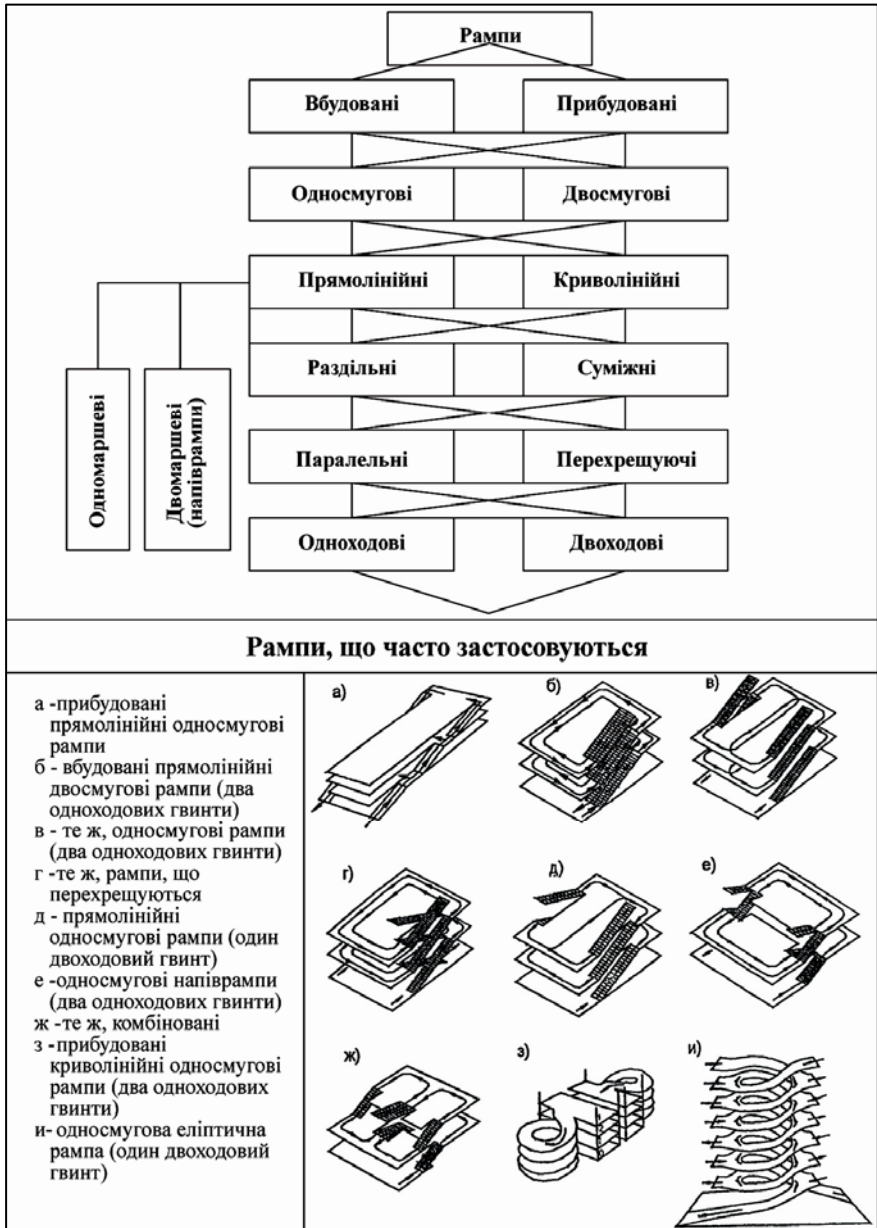 Рампи
Вбудовані Прибудовані
Односмугові Двосмугові
Прямолінійні Криволінійні
Раздільні Суміжні
Одномаршеві
Двомаршеві
(напіврампи)
Паралельні Перехрещуючі
Одноходові Двоходові
Рампи, що часто застосовуються
а -прибудовані
прямолінійні односмугові
рампи
б - вбудовані прямолінійні
двосмугові рампи (два
одноходових гвинти)
в - те ж, односмугові рампи
(два одноходових гвинти)
г -те ж, рампи, що
перехрещуються
д - прямолінійні
односмугові рампи (один
двоходовий гвинт)
е -односмугові напіврампи
(два одноходових гвинти)
ж -те ж, комбіновані
з -прибудовані
криволінійні односмугові
рампи (два одноходових
гвинти)
и- односмугова еліптична
рампа (один двоходовий
гвинт)
а) б) в)
г) д) е)
ж) з) и)